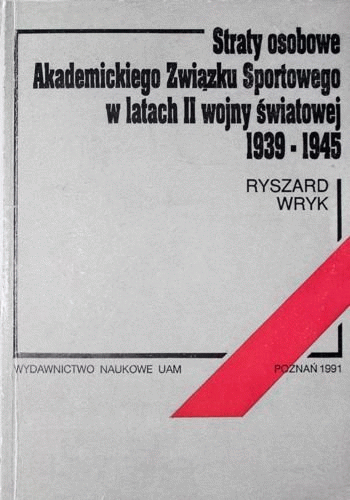 Straty osobowe
Akademickiego Związku Sportowego
w latach II wojny światowej
1939 ▪ 1945
RYSZARD
WRYK
WYDAWNICTWO NAUKOWE UAM
POZNAŃ 1991